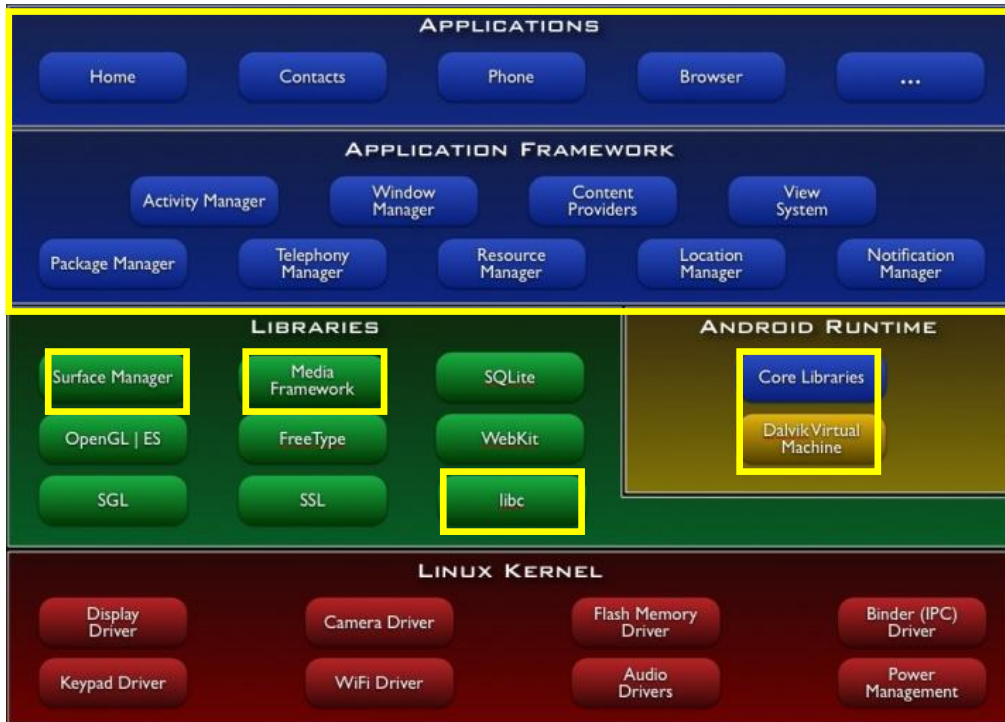 APPLICATIONS
Home
Contacts
Phone
Browser
...
APPLICATION FRAMEWORK
Activity Manager
Window
Manager
Content
Providers
View
System
Package Manager
Telephony
Manager
Resource
Manager
Location
Manager
Notification
Manager
LIBRARIES
Surface Manager
Media
Framework
SQLite
OpenGL | ES
FreeType
WebKit
SGL
SSL
libc
ANDROID RUNTIME
Core Libraries
Dalvik Virtual
Machine
LINUX KERNEL
Display
Driver
Camera Driver
Flash Memory
Driver
Binder (IPC)
Driver
Keypad Driver
WiFi Driver
Audio
Drivers
Power
Management